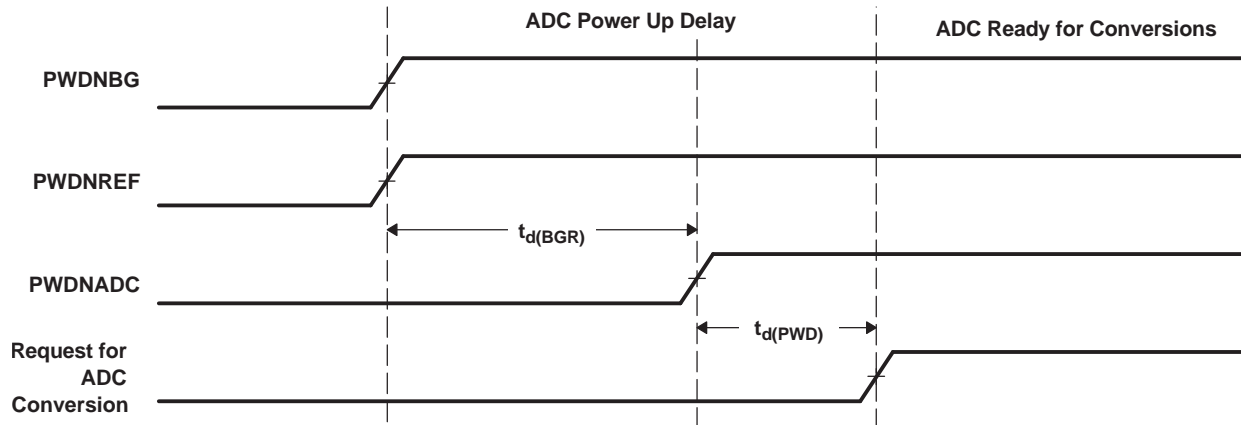 ADC Power Up Delay
ADC Ready for Conversions
PWDNBG
PWDNREF
td(BGR)
PWDNADC
td(PWD)
Request for
ADC
Conversion